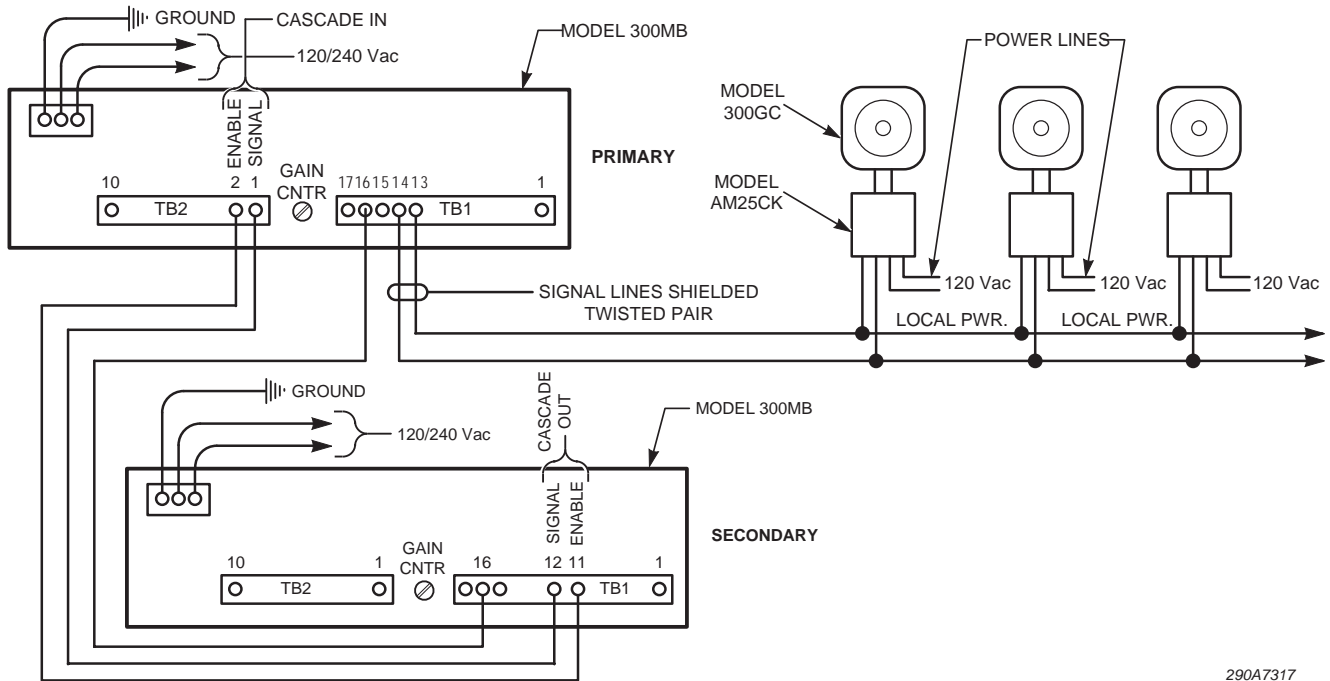 GROUND
CASCADE IN
120/240 Vac
MODEL 300MB
ENABLE
SIGNAL
PRIMARY
10
2 1
GAIN
CNTR
17 16 15 14 13
1
TB2
TB1
POWER LINES
MODEL
300GC
MODEL
AM25CK
120 Vac
120 Vac
120 Vac
SIGNAL LINES SHIELDED
TWISTED PAIR
LOCAL PWR.
LOCAL PWR.
GROUND
120/240 Vac
CASCADE
OUT
MODEL 300MB
SIGNAL
ENABLE
SECONDARY
10
1
GAIN
CNTR
16
12 11
1
TB2
TB1
290A7317